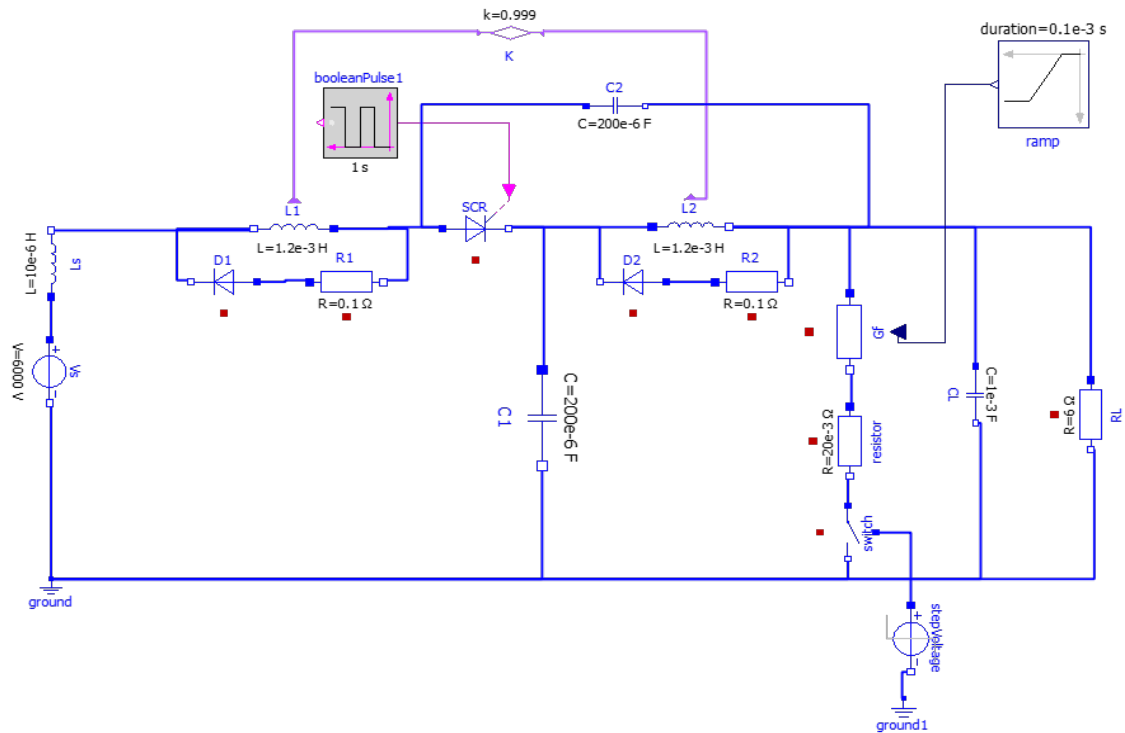 k=0.999
K
duration=0.1e-3 s
ramp
booleanPulse1
1 s
C2
C=200e-6 F
L1
L=1.2e-3 H
SCR
L2
L=1.2e-3 H
L=10e-6 H
Ls
D1
R1
R=0.1 Ω
D2
R2
R=0.1 Ω
V=6000 V
Vs
+
-
C=200e-6 F
C1
Gf
R=20e-3 Ω
resistor
C=1e-3 F
CL
R=6 Ω
RL
switch
ground
stepVoltage
+
-
ground1